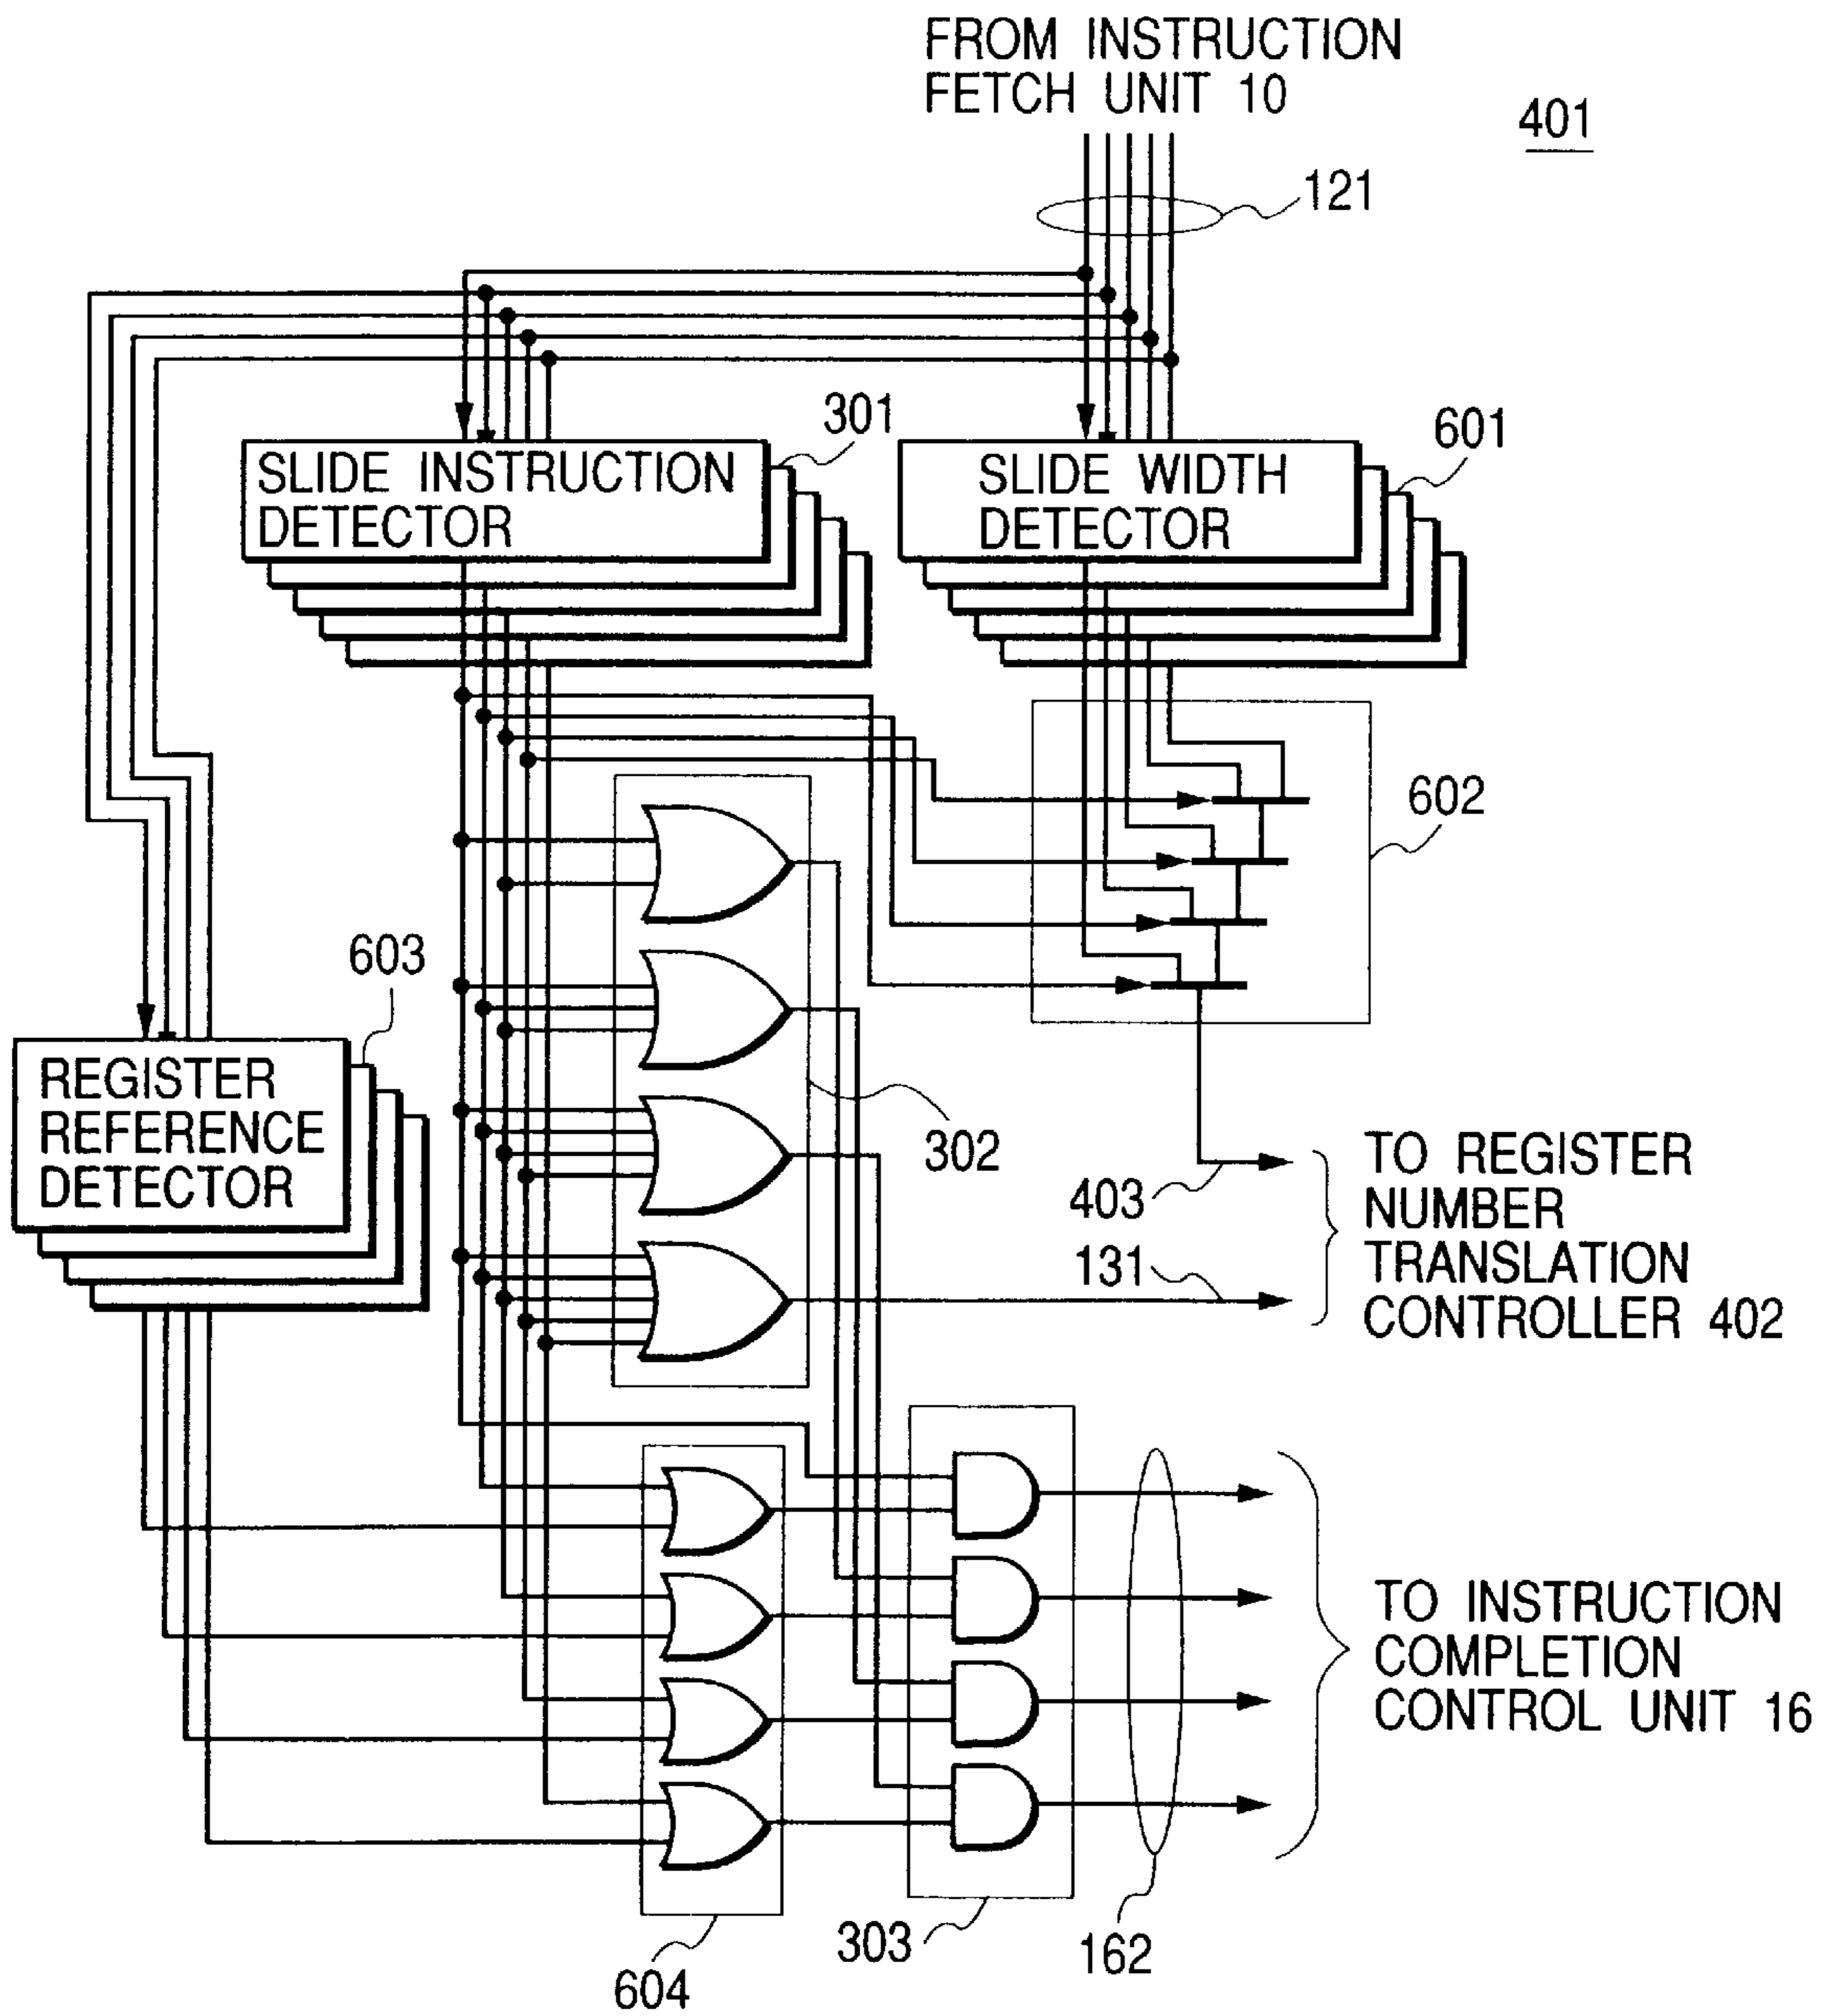 FROM INSTRUCTION
FETCH UNIT 10
401
121
301
SLIDE INSTRUCTION
DETECTOR
601
SLIDE WIDTH
DETECTOR
602
603
REGISTER
REFERENCE
DETECTOR
302
403
131
TO REGISTER
NUMBER
TRANSLATION
CONTROLLER 402
TO INSTRUCTION
COMPLETION
CONTROL UNIT 16
303
162
604